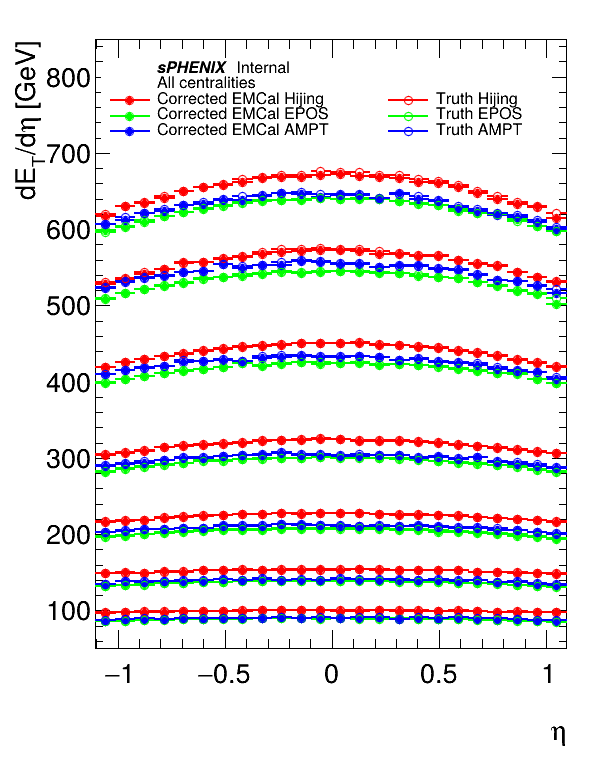 dE_T/dη [GeV]
800
700
600
500
400
300
200
100
sPHENIX Internal
All centralities
Corrected EMCal Hijing
Truth Hijing
Corrected EMCal EPOS
Truth EPOS
Corrected EMCal AMPT
Truth AMPT
−1 −0.5 0 0.5 1
η